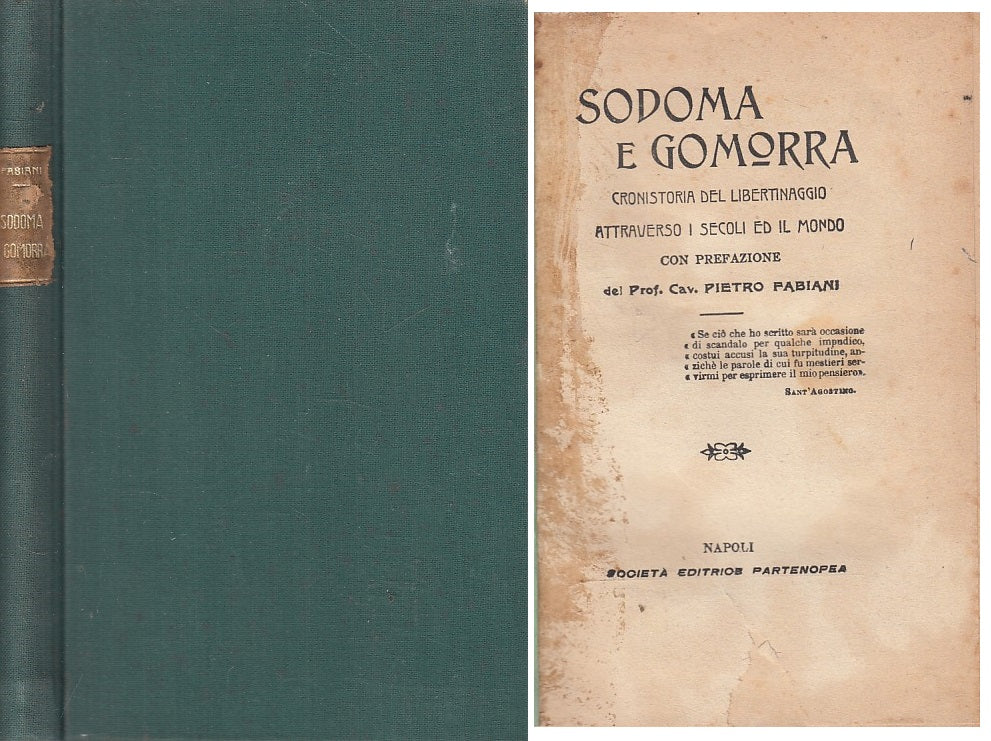 FABIANI
SODOMA
GOMORRA
SODOMA
E GOMORRA
CRONISTORIA DEL LIBERTINAGGIO
ATTRAVERSO I SECOLI ED IL MONDO
CON PREFAZIONE
del Prof. Cav. PIETRO FABIANI
« Se ciò che ho scritto sarà occasione
« di scandalo per qualche impudico,
« costui accusi la sua turpitudine, an-
« zichè le parole di cui fu mestieri ser-
« virmi per esprimere il mio pensiero».
SANT'AGOSTINO.
NAPOLI
SOCIETÀ EDITRICE PARTENOPEA